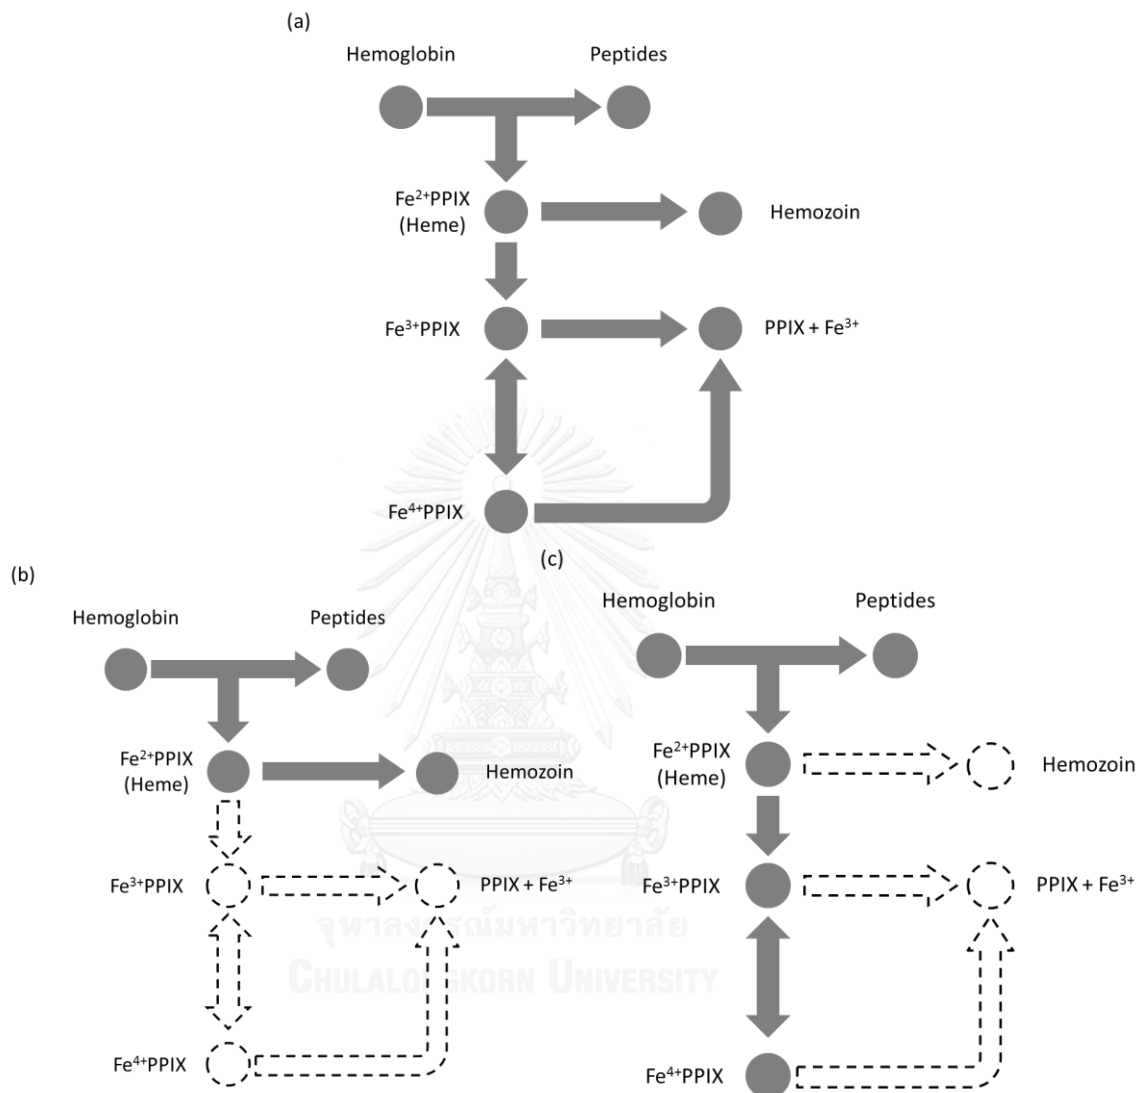 (a)
Hemoglobin
Peptides
Fe²⁺PPIX
(Heme)
Hemozoin
Fe³⁺PPIX
PPIX + Fe³⁺
Fe⁴⁺PPIX
(b)
Hemoglobin
Peptides
Fe²⁺PPIX
(Heme)
Hemozoin
Fe³⁺PPIX
PPIX + Fe³⁺
Fe⁴⁺PPIX
(c)
Hemoglobin
Peptides
Fe²⁺PPIX
(Heme)
Hemozoin
Fe³⁺PPIX
PPIX + Fe³⁺
Fe⁴⁺PPIX
จุฬาลงกรณ์มหาวิทยาลัย
CHULALONGKORN UNIVERSITY